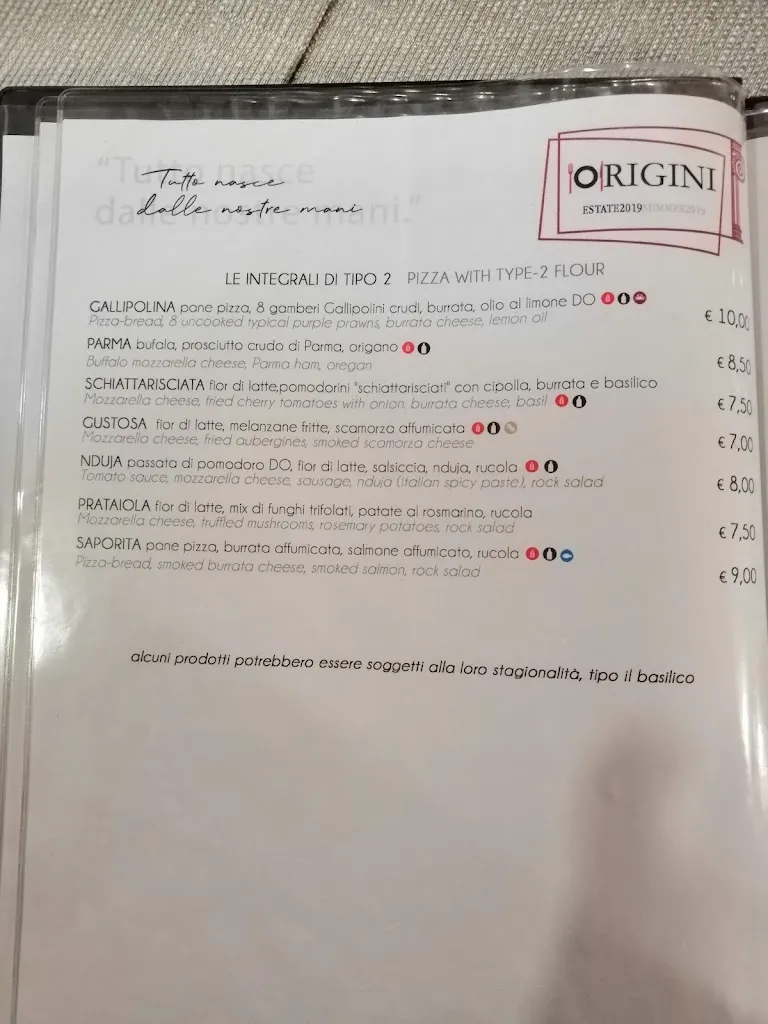 "Tutto nasce
dalle nostre mani."
Tutto nasce
dalle nostre mani
ORIGINI
ESTATE2019 SUMMER2019
LE INTEGRALI DI TIPO 2 PIZZA WITH TYPE-2 FLOUR
GALLIPOLINA pane pizza, 8 gamberi Gallipolini crudi, burrata, olio al limone DO € 10,00
Pizza-bread, 8 uncooked typical purple prawns, burrata cheese, lemon oil
PARMA bufala, prosciutto crudo di Parma, origano € 8,50
Buffalo mozzarella cheese, Parma ham, oregan
SCHIATTARISCIATA fior di latte,pomodorini "schiattarisciati" con cipolla, burrata e basilico € 7,50
Mozzarella cheese, fried cherry tomatoes with onion, burrata cheese, basil
GUSTOSA fior di latte, melanzane fritte, scamorza affumicata € 7,00
Mozzarella cheese, fried aubergines, smoked scamorza cheese
NDUJA passata di pomodoro DO, fior di latte, salsiccia, nduja, rucola € 8,00
Tomato sauce, mozzarella cheese, sausage, nduja (italian spicy paste), rock salad
PRATAIOLA fior di latte, mix di funghi trifolati, patate al rosmarino, rucola € 7,50
Mozzarella cheese, truffled mushrooms, rosemary potatoes, rock salad
SAPORITA pane pizza, burrata affumicata, salmone affumicato, rucola € 9,00
Pizza-bread, smoked burrata cheese, smoked salmon, rock salad
alcuni prodotti potrebbero essere soggetti alla loro stagionalità, tipo il basilico